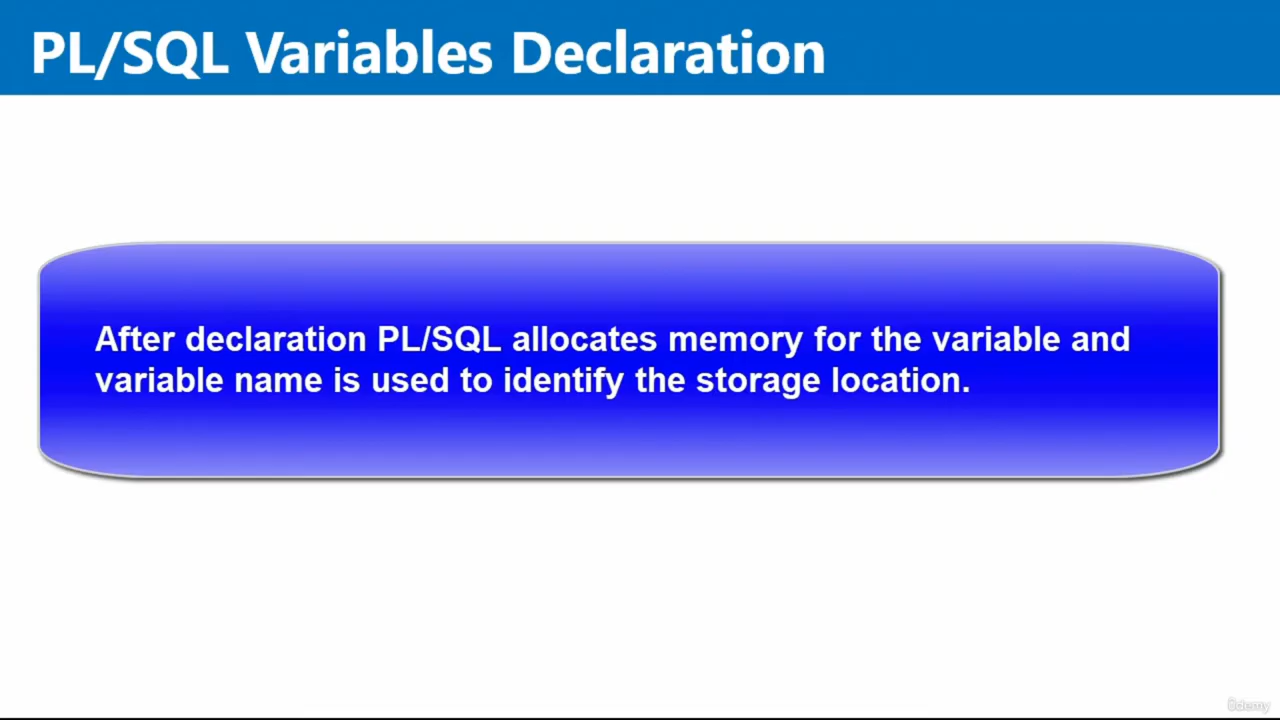 PL/SQL Variables Declaration
After declaration PL/SQL allocates memory for the variable and
variable name is used to identify the storage location.
ûdemy